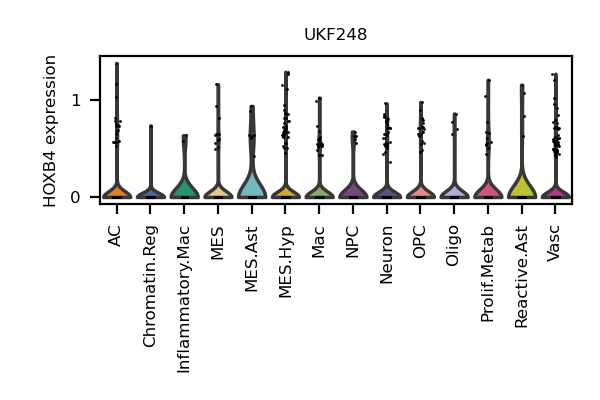 UKF248
HOXB4 expression
1
0
AC
Chromatin.Reg
Inflammatory.Mac
MES
MES.Ast
MES.Hyp
Mac
NPC
Neuron
OPC
Oligo
Prolif.Metab
Reactive.Ast
Vasc